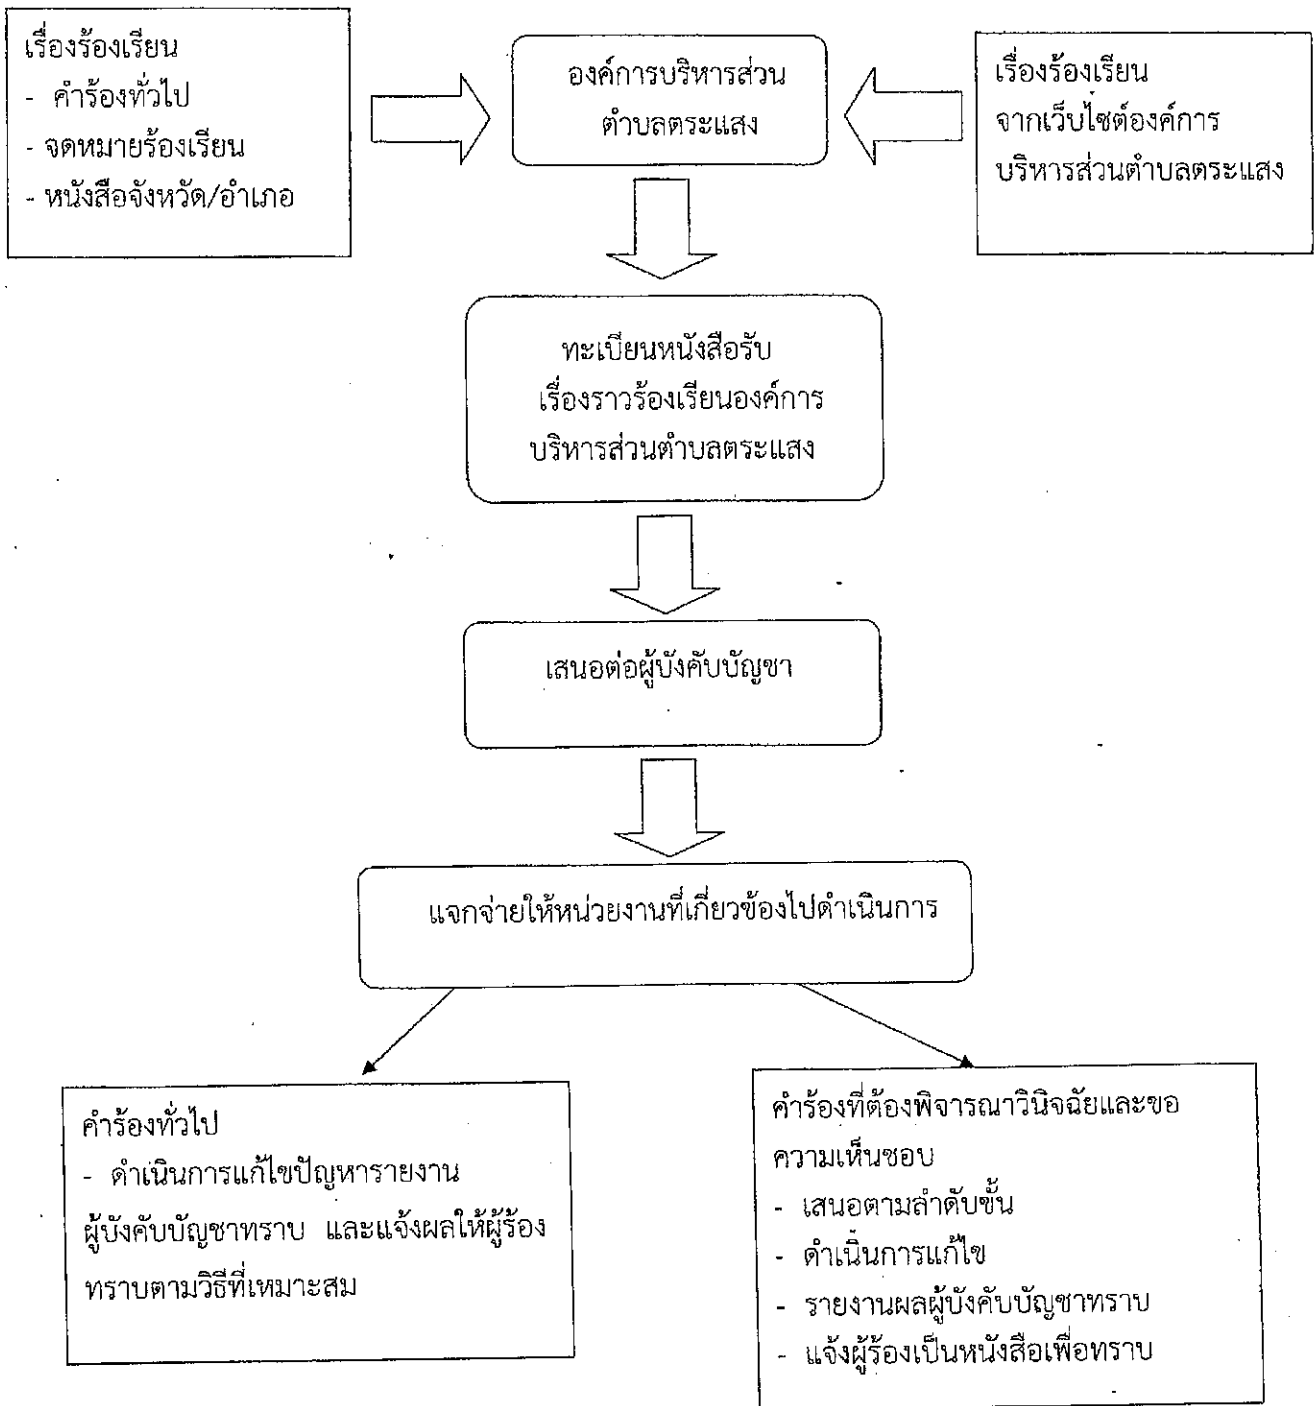 เรื่องร้องเรียน
- คำร้องทั่วไป
- จดหมายร้องเรียน
- หนังสือจังหวัด/อำเภอ
องค์การบริหารส่วน
ตำบลตระแสง
เรื่องร้องเรียน
จากเว็บไซต์องค์การ
บริหารส่วนตำบลตระแสง
ทะเบียนหนังสือรับ
เรื่องราวร้องเรียนองค์การ
บริหารส่วนตำบลตระแสง
เสนอต่อผู้บังคับบัญชา
แจกจ่ายให้หน่วยงานที่เกี่ยวข้องไปดำเนินการ
คำร้องทั่วไป
- ดำเนินการแก้ไขปัญหารายงาน
ผู้บังคับบัญชาทราบ และแจ้งผลให้ผู้ร้อง
ทราบตามวิธีที่เหมาะสม
คำร้องที่ต้องพิจารณาวินิจฉัยและขอ
ความเห็นชอบ
- เสนอตามลำดับขั้น
- ดำเนินการแก้ไข
- รายงานผลผู้บังคับบัญชาทราบ
- แจ้งผู้ร้องเป็นหนังสือเพื่อทราบ